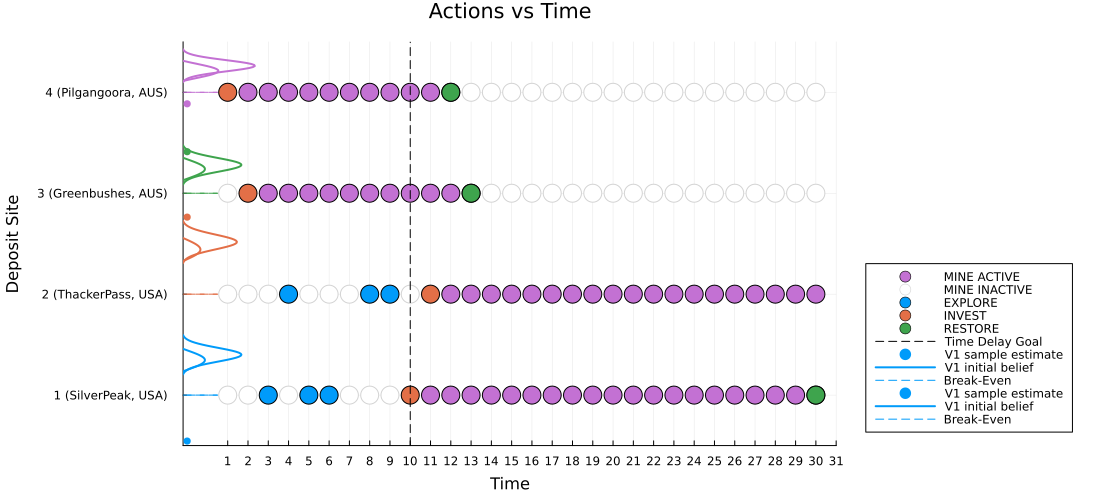 Actions vs Time
Deposit Site
4 (Pilgangoora, AUS)
3 (Greenbushes, AUS)
2 (ThackerPass, USA)
1 (SilverPeak, USA)
1 2 3 4 5 6 7 8 9 10 11 12 13 14 15 16 17 18 19 20 21 22 23 24 25 26 27 28 29 30 31
Time
MINE ACTIVE
MINE INACTIVE
EXPLORE
INVEST
RESTORE
Time Delay Goal
V1 sample estimate
V1 initial belief
Break-Even
V1 sample estimate
V1 initial belief
Break-Even